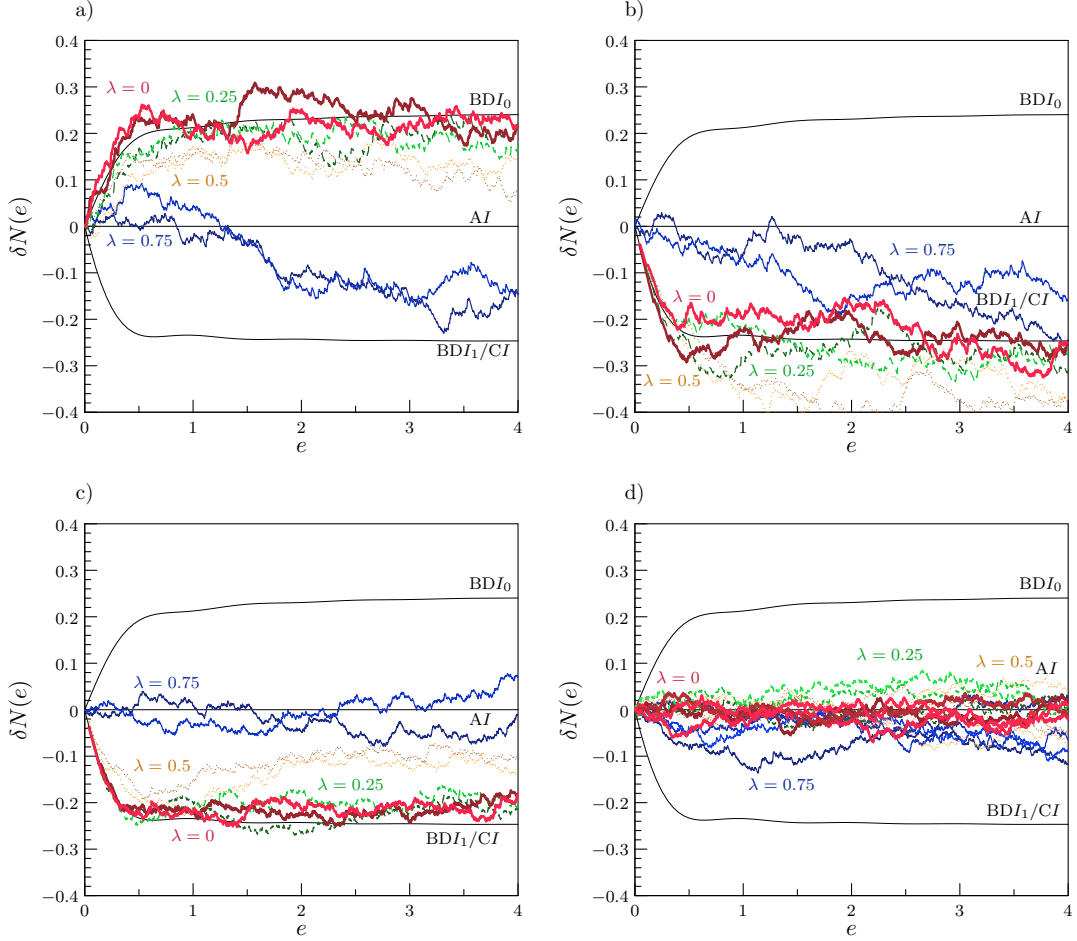 a)
0.4
0.3
0.2
0.1
0
−0.1
−0.2
−0.3
−0.4
δN(e)
λ = 0
λ = 0.25
BDI₀
λ = 0.5
AI
λ = 0.75
BDI₁/CI
0
1
2
3
4
e
b)
0.4
0.3
0.2
0.1
0
−0.1
−0.2
−0.3
−0.4
δN(e)
BDI₀
AI
λ = 0.75
λ = 0
BDI₁/CI
λ = 0.25
λ = 0.5
0
1
2
3
4
e
c)
0.4
0.3
0.2
0.1
0
−0.1
−0.2
−0.3
−0.4
δN(e)
BDI₀
λ = 0.75
AI
λ = 0.5
λ = 0.25
λ = 0
BDI₁/CI
0
1
2
3
4
e
d)
0.4
0.3
0.2
0.1
0
−0.1
−0.2
−0.3
−0.4
δN(e)
BDI₀
λ = 0.25
λ = 0.5
AI
λ = 0
λ = 0.75
BDI₁/CI
0
1
2
3
4
e